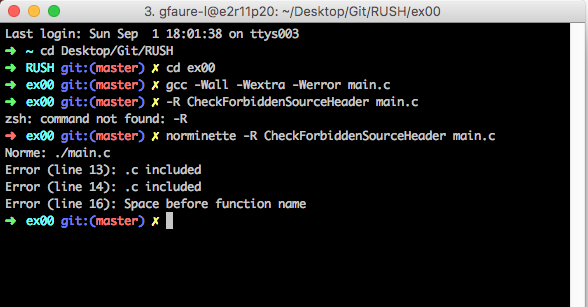 3. gfaure-l@e2r11p20: ~/Desktop/Git/RUSH/ex00
Last login: Sun Sep  1 18:01:38 on ttys003
➜  ~ cd Desktop/Git/RUSH
➜  RUSH git:(master) ✗ cd ex00
➜  ex00 git:(master) ✗ gcc -Wall -Wextra -Werror main.c
➜  ex00 git:(master) ✗ -R CheckForbiddenSourceHeader main.c
zsh: command not found: -R
➜  ex00 git:(master) ✗ norminette -R CheckForbiddenSourceHeader main.c
Norme: ./main.c
Error (line 13): .c included
Error (line 14): .c included
Error (line 16): Space before function name
➜  ex00 git:(master) ✗